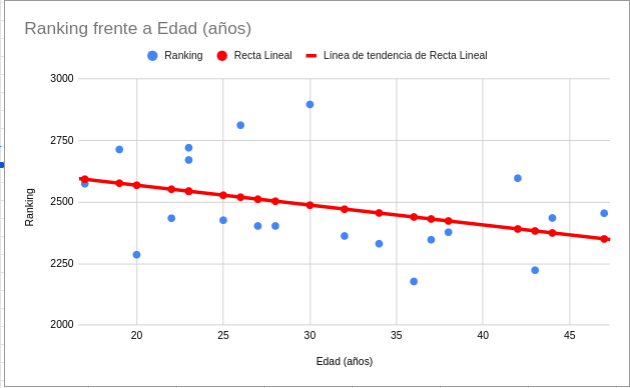 Ranking frente a Edad (años)
Ranking Recta Lineal Línea de tendencia de Recta Lineal
3000
2750
2500
2250
2000
Ranking
20 25 30 35 40 45
Edad (años)